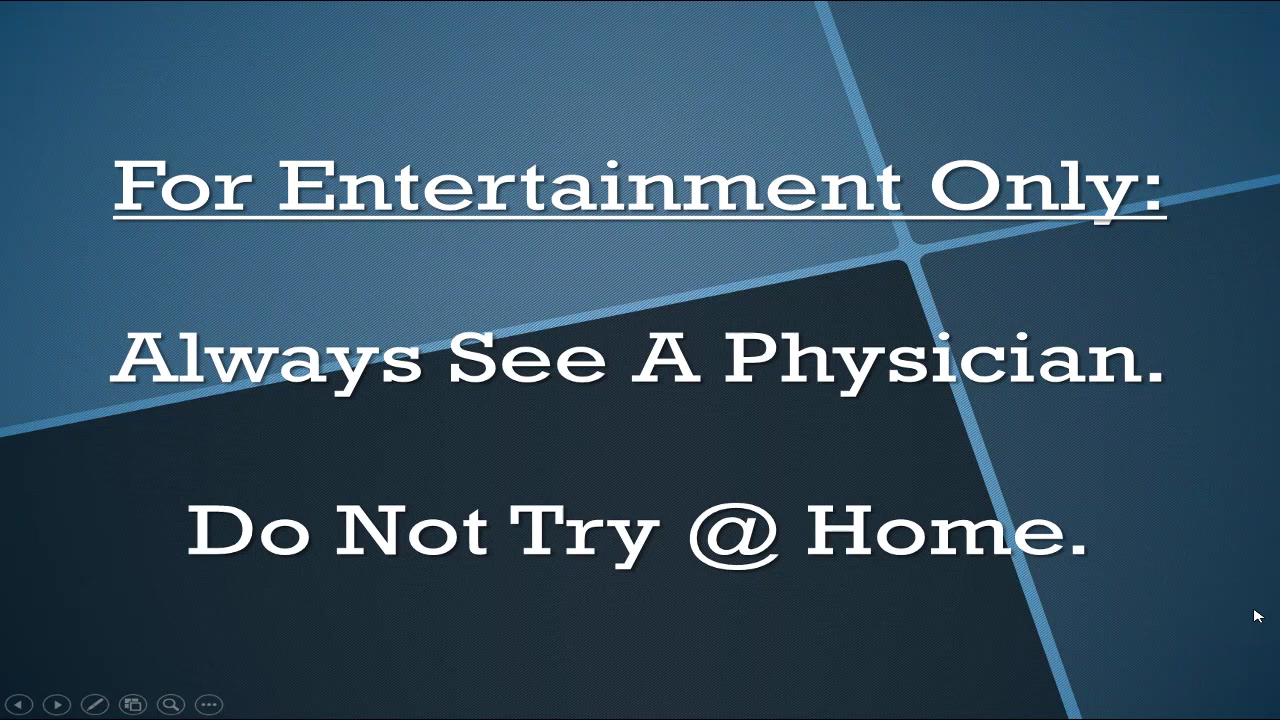 For Entertainment Only:
Always See A Physician.
Do Not Try @ Home.